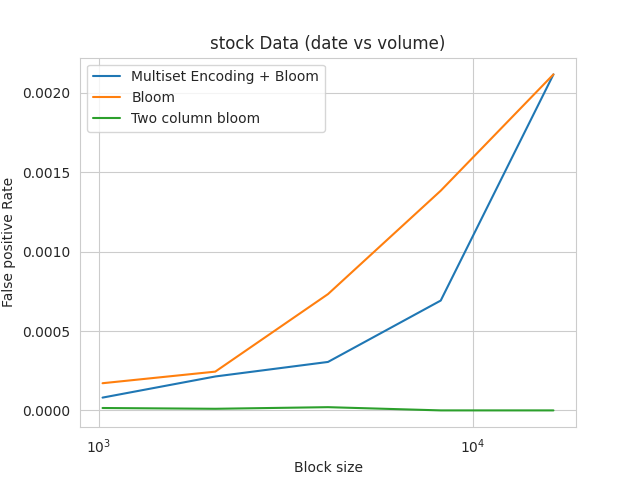 stock Data (date vs volume)
Multiset Encoding + Bloom
Bloom
Two column bloom
False positive Rate
0.0020
0.0015
0.0010
0.0005
0.0000
10³
10⁴
Block size